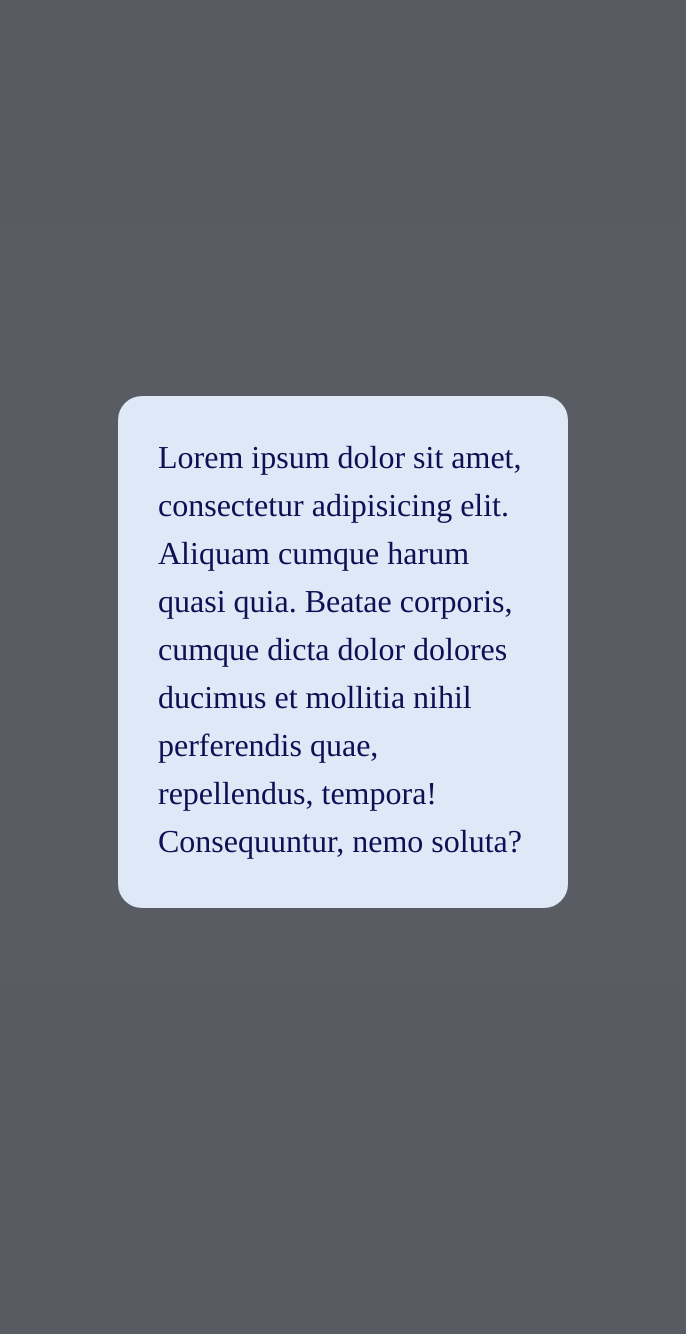 Lorem ipsum dolor sit amet,
consectetur adipisicing elit.
Aliquam cumque harum
quasi quia. Beatae corporis,
cumque dicta dolor dolores
ducimus et mollitia nihil
perferendis quae,
repellendus, tempora!
Consequuntur, nemo soluta?